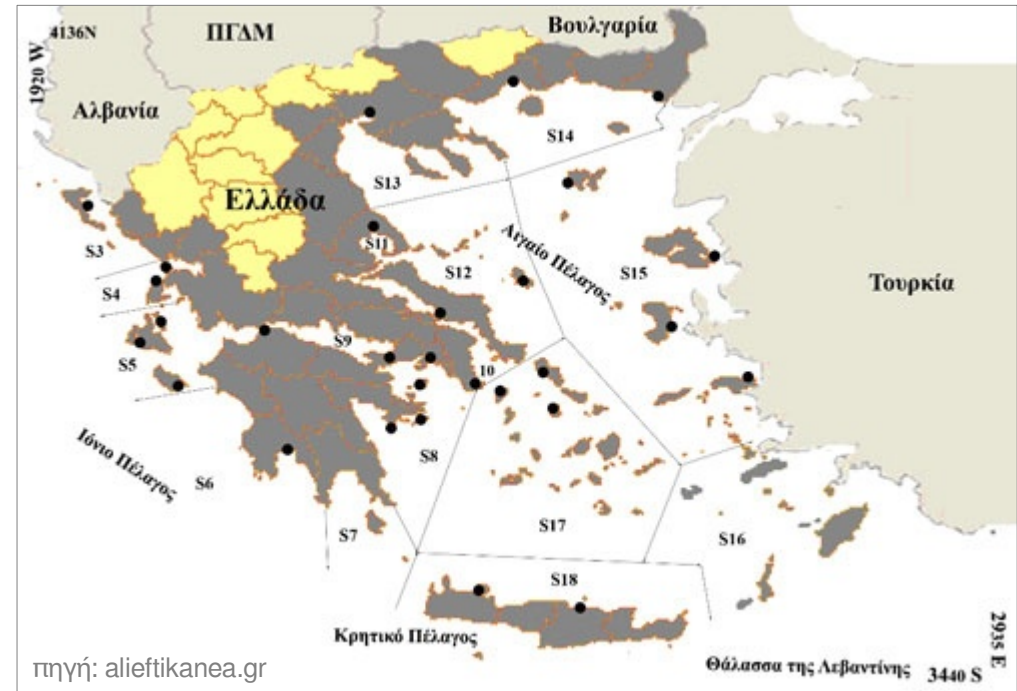 4136N
ΠΓΔΜ
Βουλγαρία
1920 W
Αλβανία
S14
S13
Ελλάδα
S3
S11
Αιγαίο Πέλαγος
S12
S15
Τουρκία
S4
S9
S5
10
Ιόνιο Πέλαγος
S8
S6
S7
S17
S16
S18
Κρητικό Πέλαγος
2935 E
Θάλασσα της Λεβαντίνης
3440 S
πηγή: alieftikanea.gr